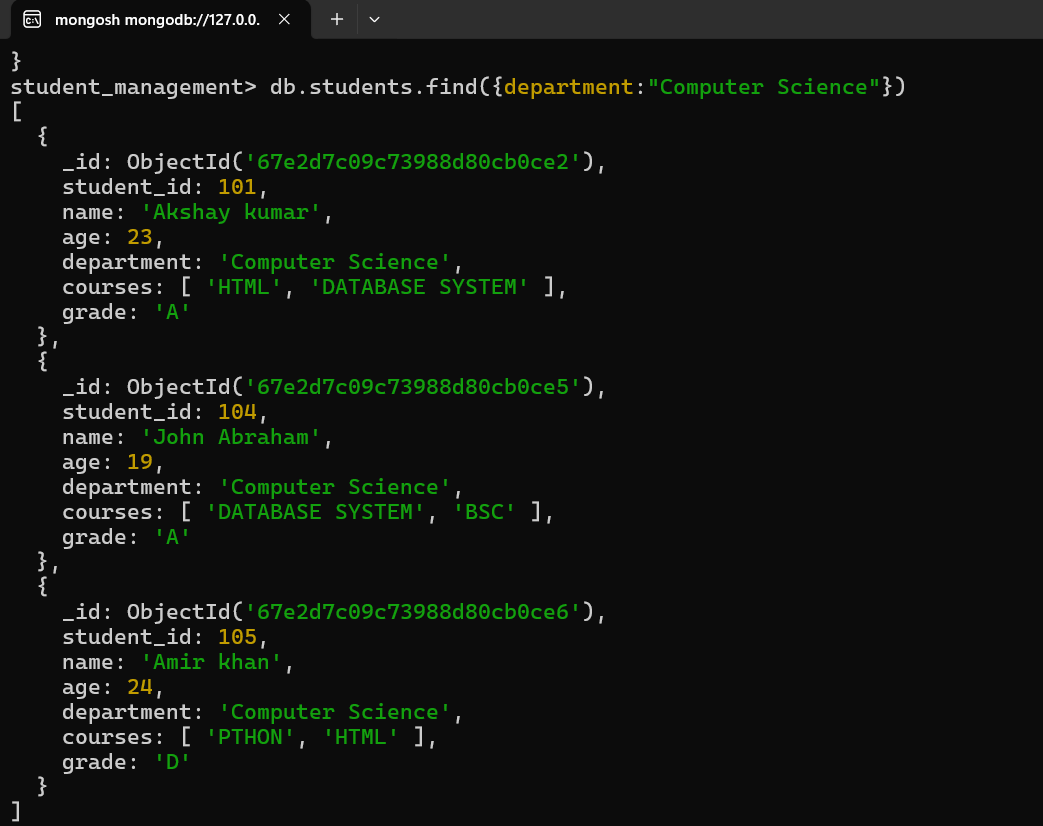 mongosh mongodb://127.0.0.
}
student_management> db.students.find({department:"Computer Science"})
[
  {
    _id: ObjectId('67e2d7c09c73988d80cb0ce2'),
    student_id: 101,
    name: 'Akshay kumar',
    age: 23,
    department: 'Computer Science',
    courses: [ 'HTML', 'DATABASE SYSTEM' ],
    grade: 'A'
  },
  {
    _id: ObjectId('67e2d7c09c73988d80cb0ce5'),
    student_id: 104,
    name: 'John Abraham',
    age: 19,
    department: 'Computer Science',
    courses: [ 'DATABASE SYSTEM', 'BSC' ],
    grade: 'A'
  },
  {
    _id: ObjectId('67e2d7c09c73988d80cb0ce6'),
    student_id: 105,
    name: 'Amir khan',
    age: 24,
    department: 'Computer Science',
    courses: [ 'PTHON', 'HTML' ],
    grade: 'D'
  }
]